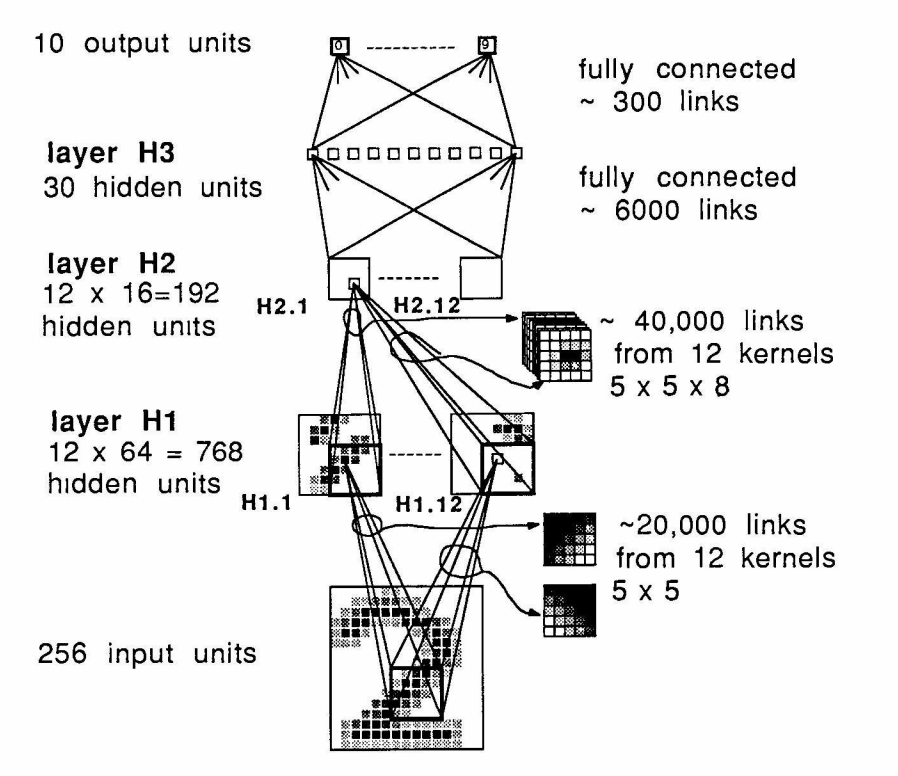 10 output units
0
9
fully connected
~ 300 links
layer H3
30 hidden units
fully connected
~ 6000 links
layer H2
12 x 16=192
hidden units
H2.1
H2.12
~ 40,000 links
from 12 kernels
5 x 5 x 8
layer H1
12 x 64 = 768
hidden units
H1.1
H1.12
~20,000 links
from 12 kernels
5 x 5
256 input units